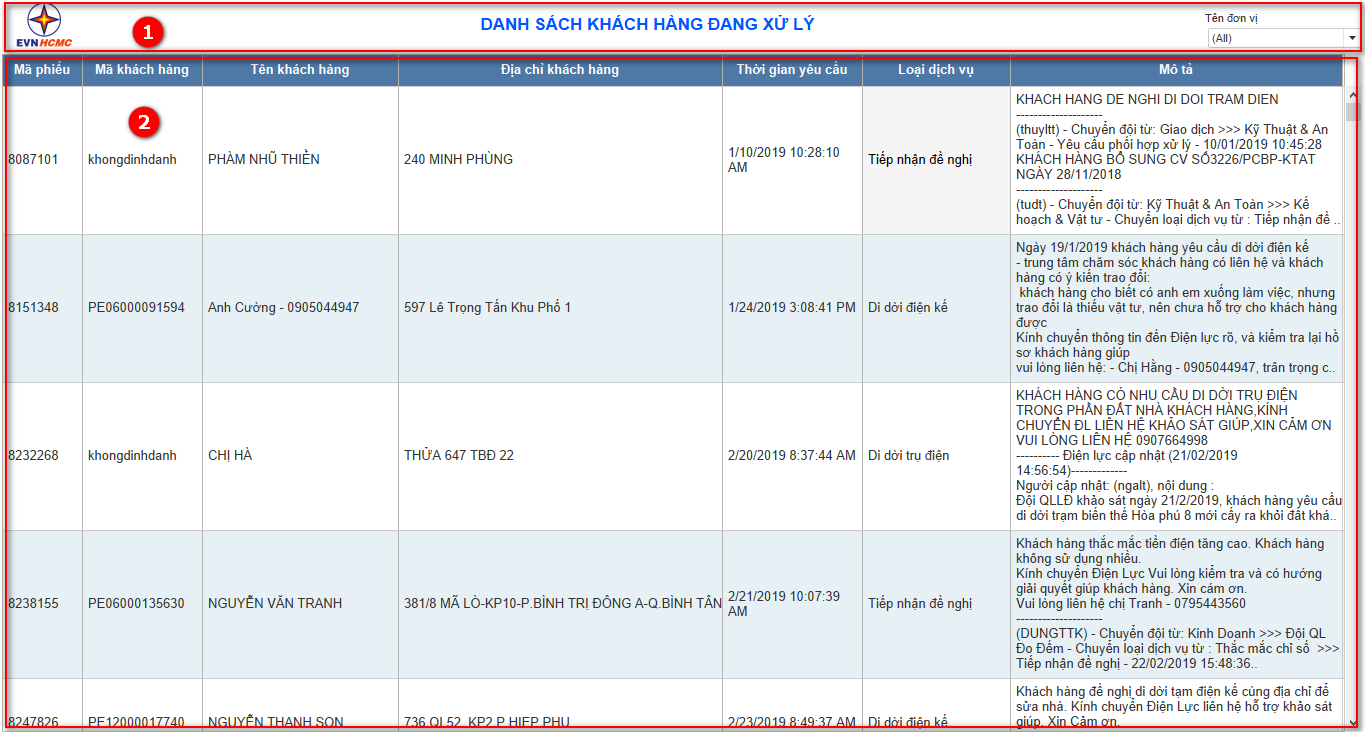 EVNHCMC
1
DANH SÁCH KHÁCH HÀNG ĐANG XỬ LÝ
Tên đơn vị
(All)
Mã phiếu Mã khách hàng Tên khách hàng Địa chỉ khách hàng Thời gian yêu cầu Loại dịch vụ Mô tả
2
8087101 khongdinhdanh PHÀM NHŨ THIỀN 240 MINH PHÙNG 1/10/2019 10:28:10
AM
Tiếp nhận đề nghị
KHACH HANG DE NGHI DI DOI TRAM DIEN
--------------------
(thuyltt) - Chuyển đội từ: Giao dịch >>> Kỹ Thuật & An
Toàn - Yêu cầu phối hợp xử lý - 10/01/2019 10:45:28
KHÁCH HÀNG BỔ SUNG CV SỐ3226/PCBP-KTAT
NGÀY 28/11/2018
--------------------
(tudt) - Chuyển đội từ: Kỹ Thuật & An Toàn >>> Kế
hoạch & Vật tư - Chuyển loại dịch vụ từ : Tiếp nhận đề ..
8151348 PE06000091594 Anh Cường - 0905044947 597 Lê Trọng Tấn Khu Phố 1 1/24/2019 3:08:41 PM Di dời điện kế
Ngày 19/1/2019 khách hàng yêu cầu di dời điện kế
- trung tâm chăm sóc khách hàng có liên hệ và khách
hàng có ý kiến trao đổi:
khách hàng cho biết có anh em xuống làm việc, nhưng
trao đổi là thiếu vật tư, nên chưa hỗ trợ cho khách hàng
được
Kính chuyển thông tin đến Điện lực rõ, và kiểm tra lại hồ
sơ khách hàng giúp
vui lòng liên hệ: - Chị Hằng - 0905044947, trân trọng c..
8232268 khongdinhdanh CHỊ HÀ THỬA 647 TBĐ 22 2/20/2019 8:37:44 AM Di dời trụ điện
KHÁCH HÀNG CÓ NHU CẦU DI DỜI TRỤ ĐIỆN
TRONG PHẦN ĐẤT NHÀ KHÁCH HÀNG,KÍNH
CHUYỂN ĐL LIÊN HỆ KHẢO SÁT GIÚP,XIN CẢM ƠN
VUI LÒNG LIÊN HỆ 0907664998
---------- Điện lực cập nhật (21/02/2019
14:56:54)-------------
Người cập nhật: (ngalt), nội dung :
Đội QLLĐ khảo sát ngày 21/2/2019, khách hàng yêu cầu
di dời trạm biến thế Hòa phú 8 mới cấy ra khỏi đất khá..
8238155 PE06000135630 NGUYỄN VĂN TRANH 381/8 MÃ LÒ-KP10-P.BÌNH TRỊ ĐÔNG A-Q.BÌNH TÂN 2/21/2019 10:07:39
AM
Tiếp nhận đề nghị
Khách hàng thắc mắc tiền điện tăng cao. Khách hàng
không sử dụng nhiều.
Kính chuyển Điện Lực Vui lòng kiểm tra và có hướng
giải quyết giúp khách hàng. Xin cám ơn.
Vui lòng liên hệ chị Tranh - 0795443560
--------------------
(DUNGTTK) - Chuyển đội từ: Kinh Doanh >>> Đội QL
Đo Đếm - Chuyển loại dịch vụ từ : Thắc mắc chỉ số >>>
Tiếp nhận đề nghị - 22/02/2019 15:48:36..
8247826 PE12000017740 NGUYỄN THANH SON 736 QL52, KP2 P HIEP PHU 2/23/2019 8:49:37 AM Di dời điện kế
Khách hàng đề nghị di dời tạm điện kế cùng địa chỉ để
sửa nhà. Kính chuyển Điện Lực liên hệ hỗ trợ khảo sát
giúp. Xin Cảm ơn.